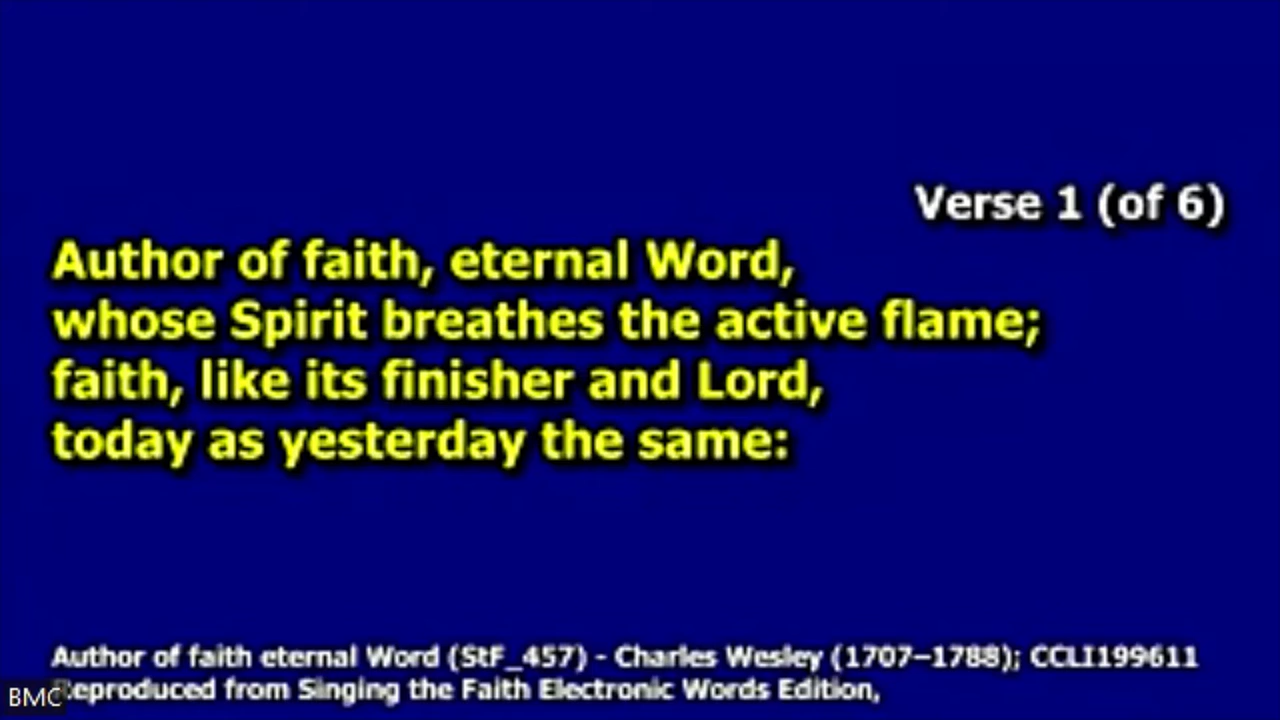 Verse 1 (of 6)
Author of faith, eternal Word,
whose Spirit breathes the active flame;
faith, like its finisher and Lord,
today as yesterday the same:
Author of faith eternal Word (StF_457) - Charles Wesley (1707–1788); CCLI199611
Reproduced from Singing the Faith Electronic Words Edition,
BMC